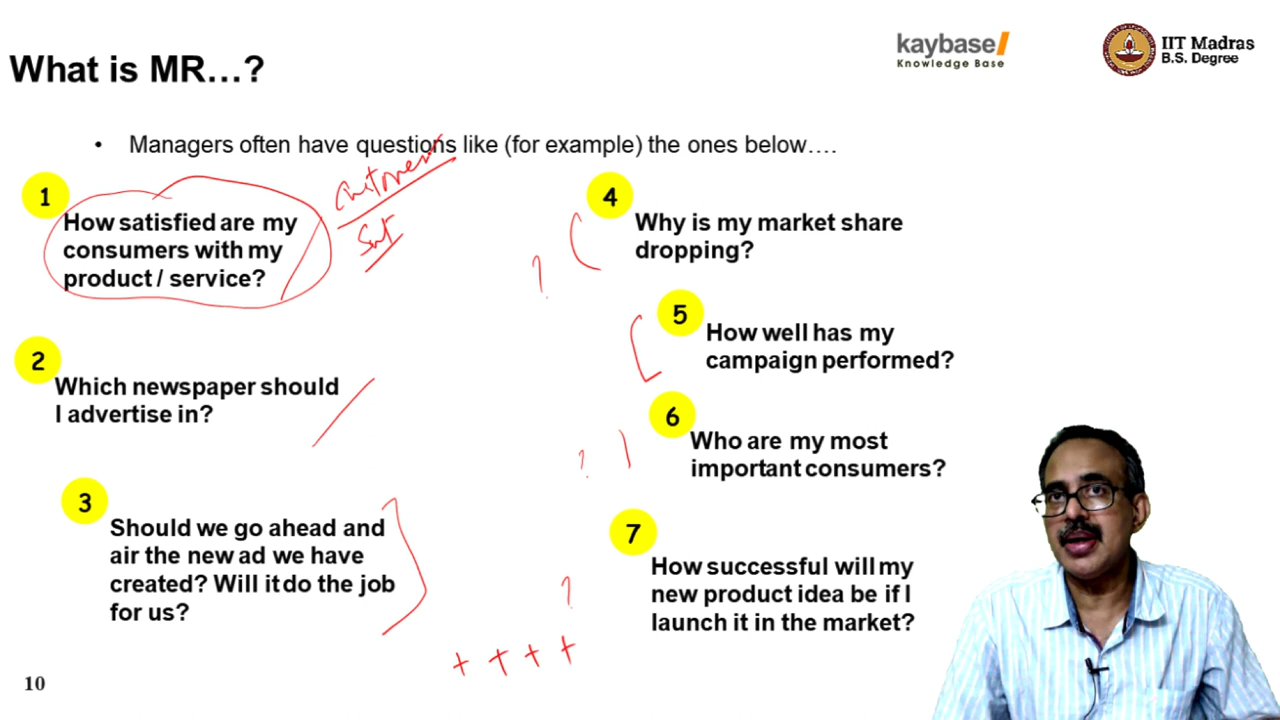 What is MR...?
kaybase
Knowledge Base
IIT Madras
B.S. Degree
• Managers often have questions like (for example) the ones below....
1
How satisfied are my
consumers with my
product / service?
Customer
Sat
2
Which newspaper should
I advertise in?
3
Should we go ahead and
air the new ad we have
created? Will it do the job
for us?
4
Why is my market share
dropping?
?
5
How well has my
campaign performed?
6
Who are my most
important consumers?
?
7
How successful will my
new product idea be if I
launch it in the market?
?
+ + + +
10